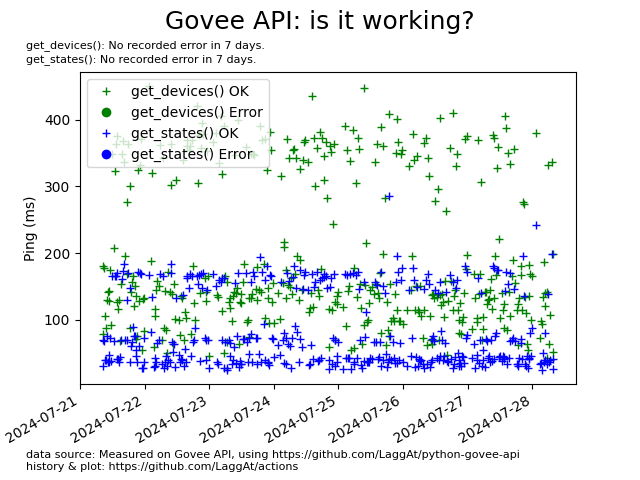 Govee API: is it working?
get_devices(): No recorded error in 7 days.
get_states(): No recorded error in 7 days.
get_devices() OK
get_devices() Error
get_states() OK
get_states() Error
Ping (ms)
400
300
200
100
2024-07-21
2024-07-22
2024-07-23
2024-07-24
2024-07-25
2024-07-26
2024-07-27
2024-07-28
data source: Measured on Govee API, using https://github.com/LaggAt/python-govee-api
history & plot: https://github.com/LaggAt/actions